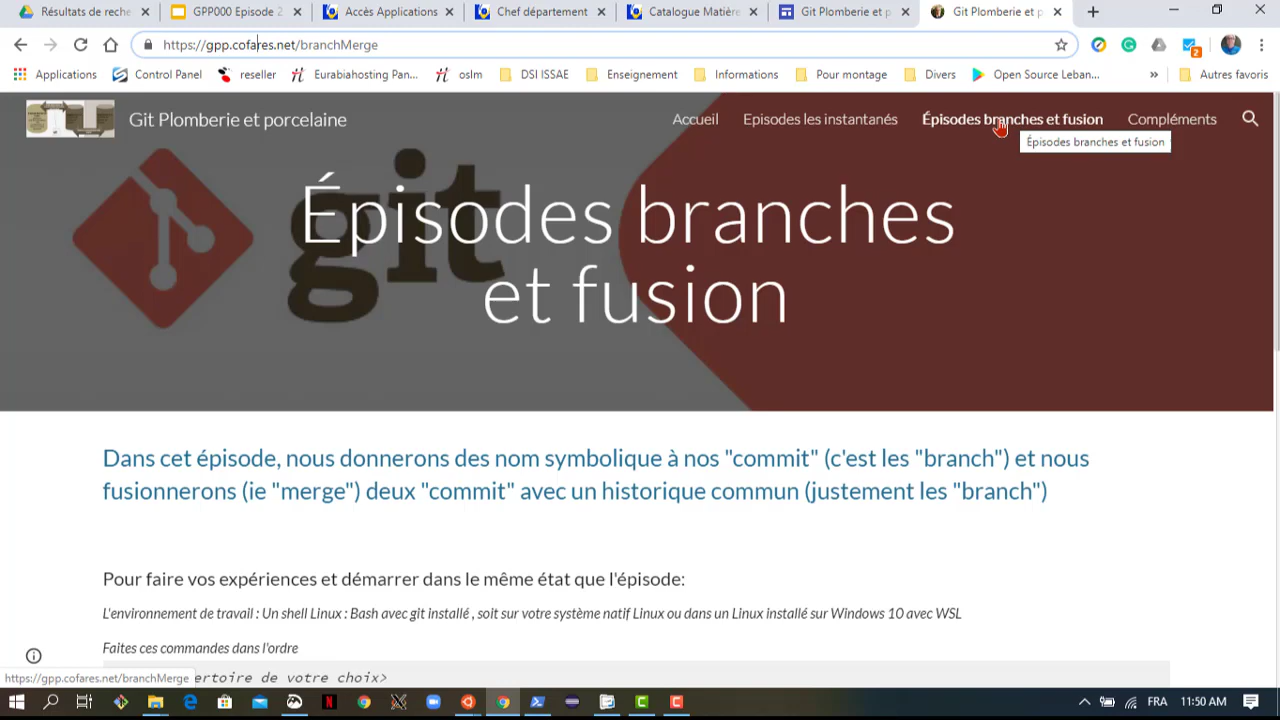 Résultats de reche
GPP000 Episode 2
Accès Applications
Chef département
Catalogue Matière
Git Plomberie et p
Git Plomberie et p
https://gpp.cofares.net/branchMerge
2
Applications
Control Panel
reseller
Eurabiahosting Pan...
oslm
DSI ISSAE
Enseignement
Informations
Pour montage
Divers
Open Source Leban...
»
Autres favoris
Git Plomberie et porcelaine
Accueil
Episodes les instantanés
Épisodes branches et fusion
Compléments
Épisodes branches et fusion
git
Épisodes branches
et fusion
Dans cet épisode, nous donnerons des nom symbolique à nos "commit" (c'est les "branch") et nous
fusionnerons (ie "merge") deux "commit" avec un historique commun (justement les "branch")
Pour faire vos expériences et démarrer dans le même état que l'épisode:
L'environnement de travail : Un shell Linux : Bash avec git installé , soit sur votre système natif Linux ou dans un Linux installé sur Windows 10 avec WSL
Faites ces commandes dans l'ordre
ertoire de votre choix>
https://gpp.cofares.net/branchMerge
FRA
11:50 AM